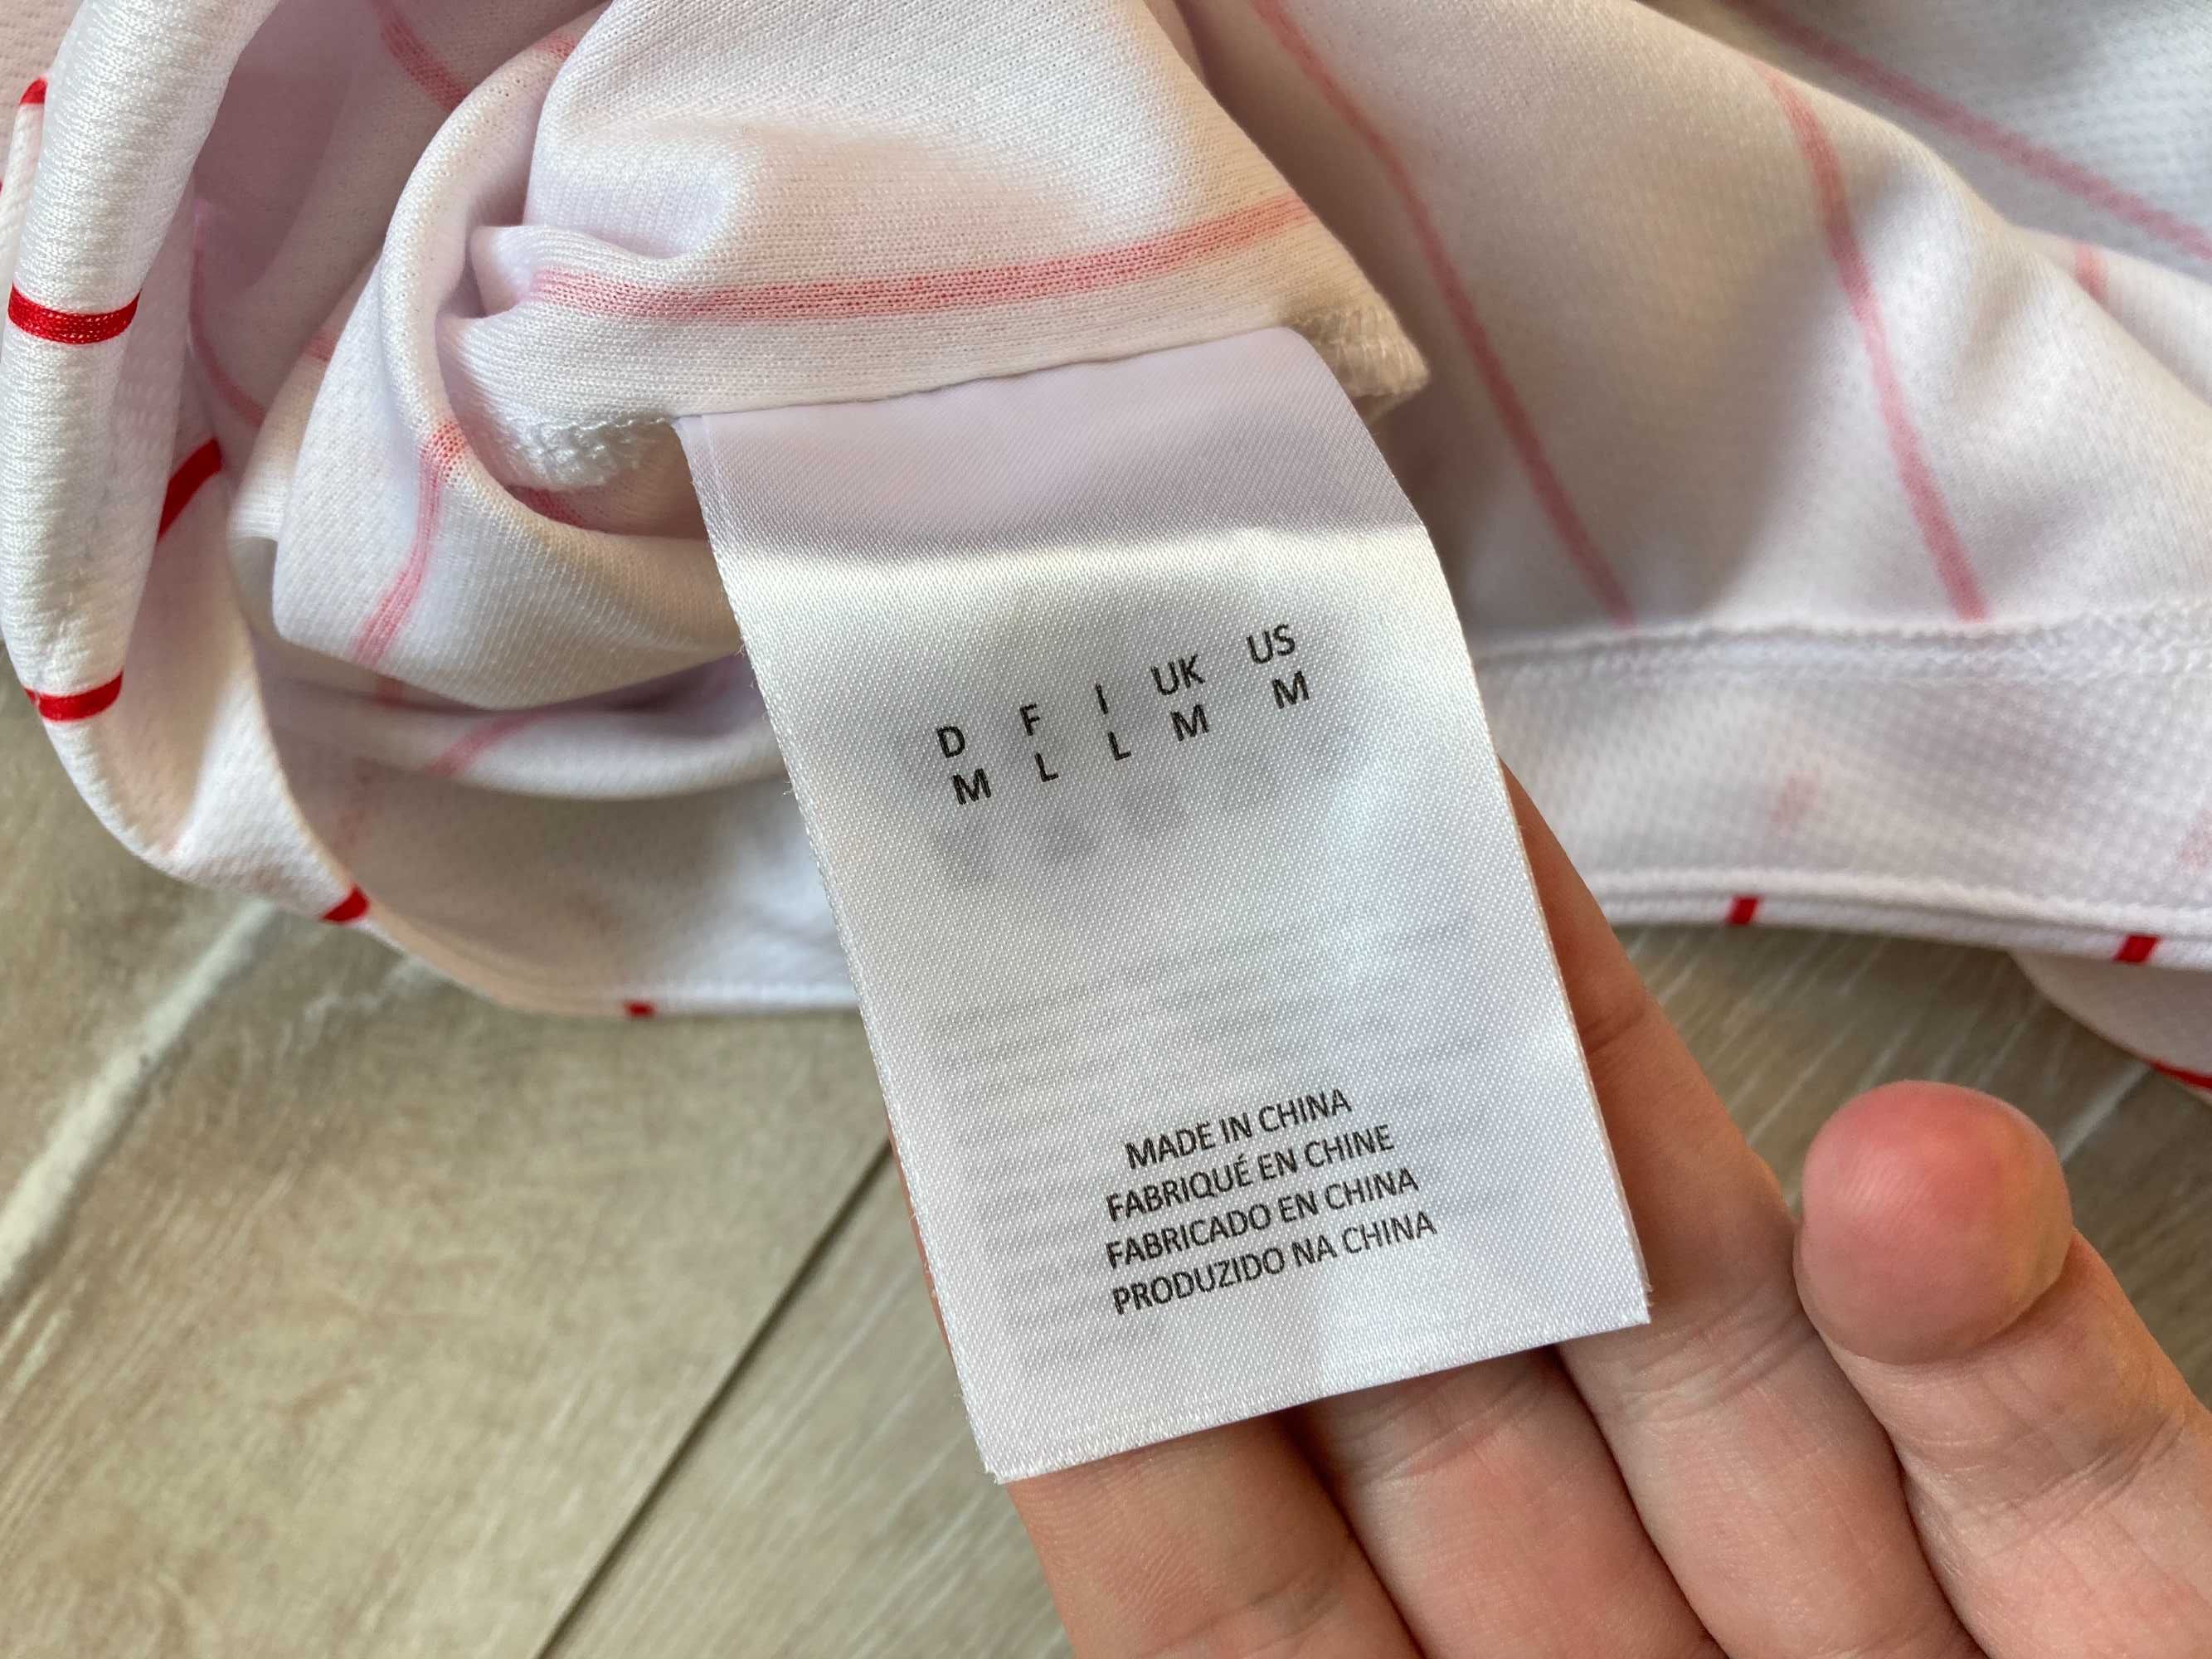 D F I UK US
M L L M M
MADE IN CHINA
FABRIQUÉ EN CHINE
FABRICADO EN CHINA
PRODUZIDO NA CHINA